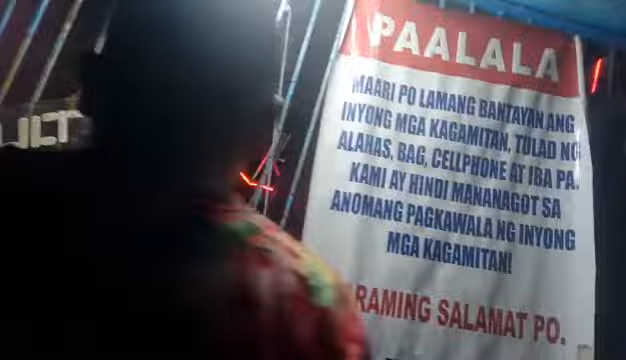 PAALALA
MAARI PO LAMANG BANTAYAN ANG
INYONG MGA KAGAMITAN, TULAD NG
ALAHAS, BAG, CELLPHONE AT IBA PA.
KAMI AY HINDI MANANAGOT SA
ANOMANG PAGKAWALA NG INYONG
MGA KAGAMITAN!
RAMING SALAMAT PO.